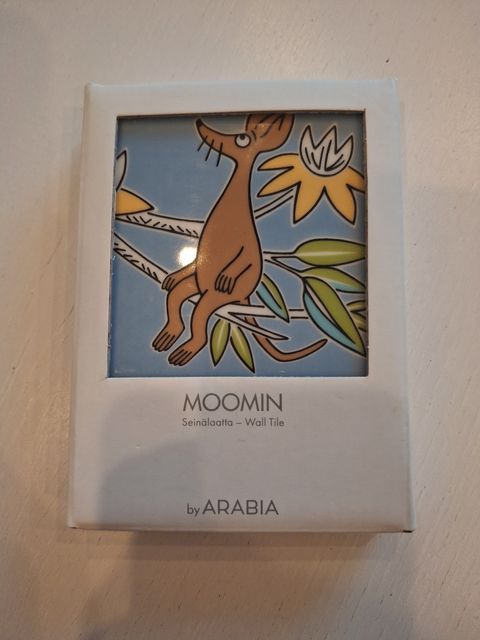 MOOMIN
Seinälaatta – Wall Tile
by ARABIA